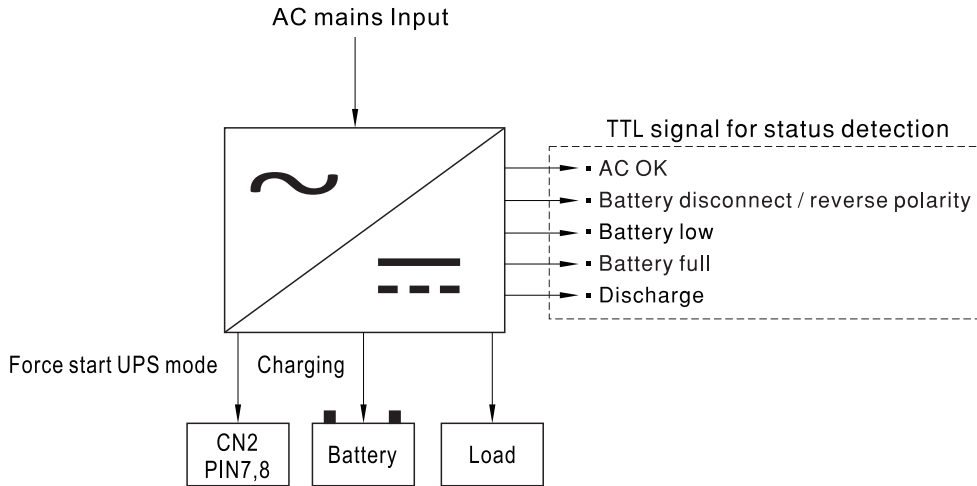 AC mains Input
TTL signal for status detection
▪ AC OK
▪ Battery disconnect / reverse polarity
▪ Battery low
▪ Battery full
▪ Discharge
Force start UPS mode
Charging
CN2
PIN7,8
Battery
Load